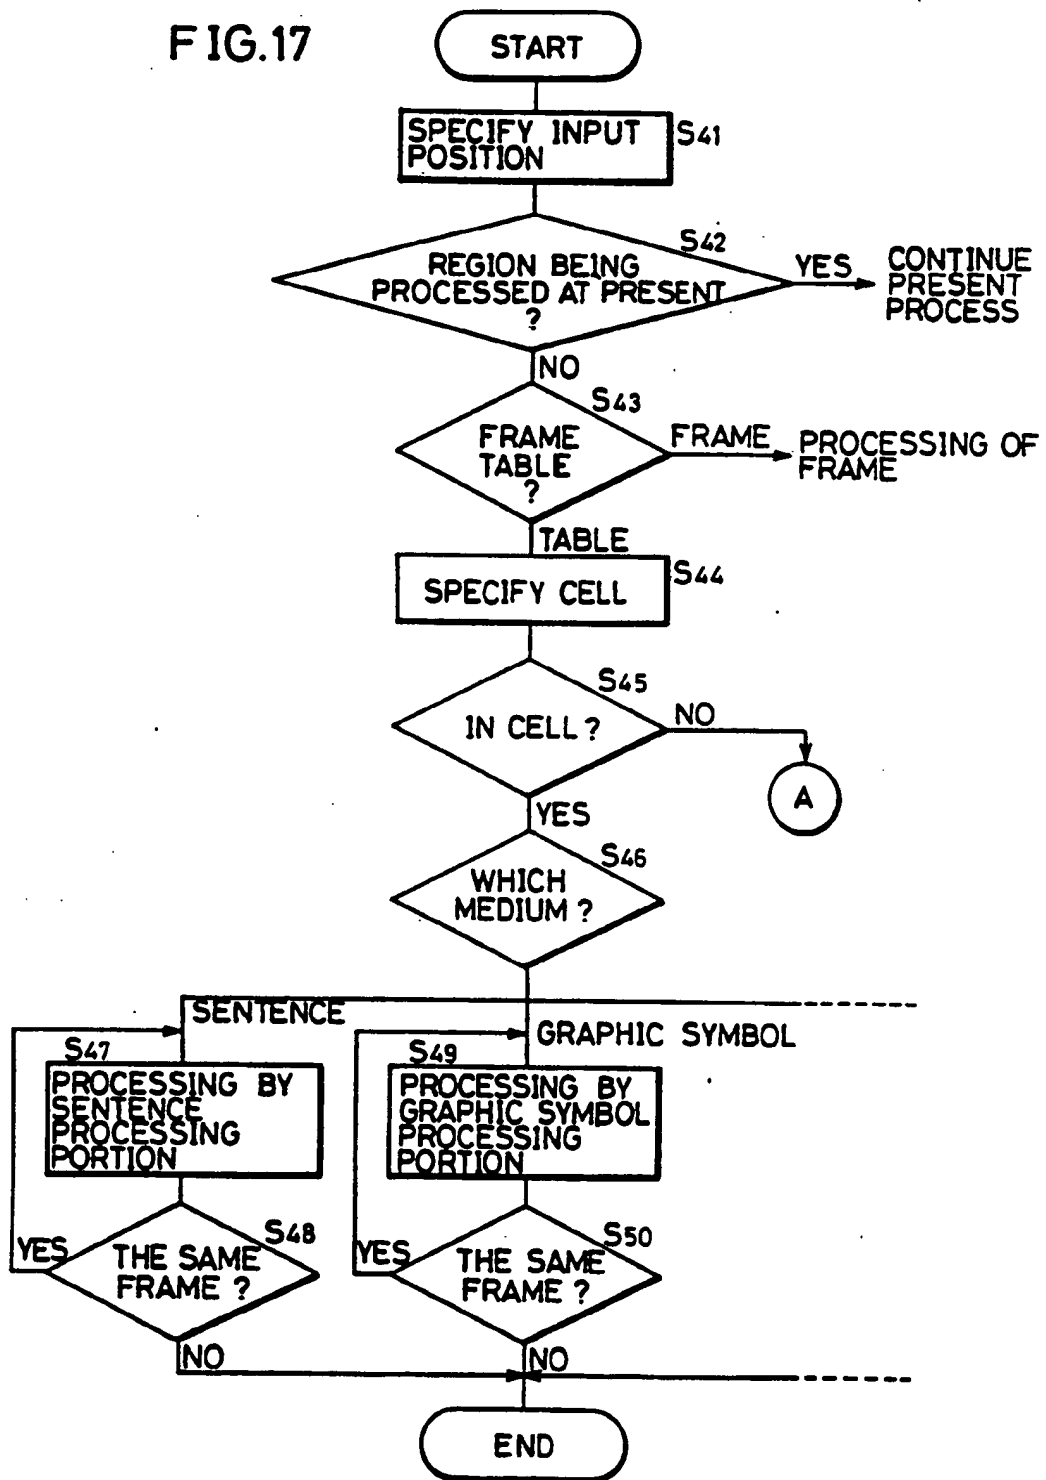 FIG.17
START
SPECIFY INPUT
POSITION
S41
S42
REGION BEING
PROCESSED AT PRESENT
?
YES
CONTINUE
PRESENT
PROCESS
NO
S43
FRAME
TABLE
?
FRAME
PROCESSING OF
FRAME
TABLE
S44
SPECIFY CELL
S45
IN CELL ?
NO
A
YES
S46
WHICH
MEDIUM ?
SENTENCE
GRAPHIC SYMBOL
S47
PROCESSING BY
SENTENCE
PROCESSING
PORTION
S49
PROCESSING BY
GRAPHIC SYMBOL
PROCESSING
PORTION
S48
YES
THE SAME
FRAME ?
S50
YES
THE SAME
FRAME ?
NO
NO
END